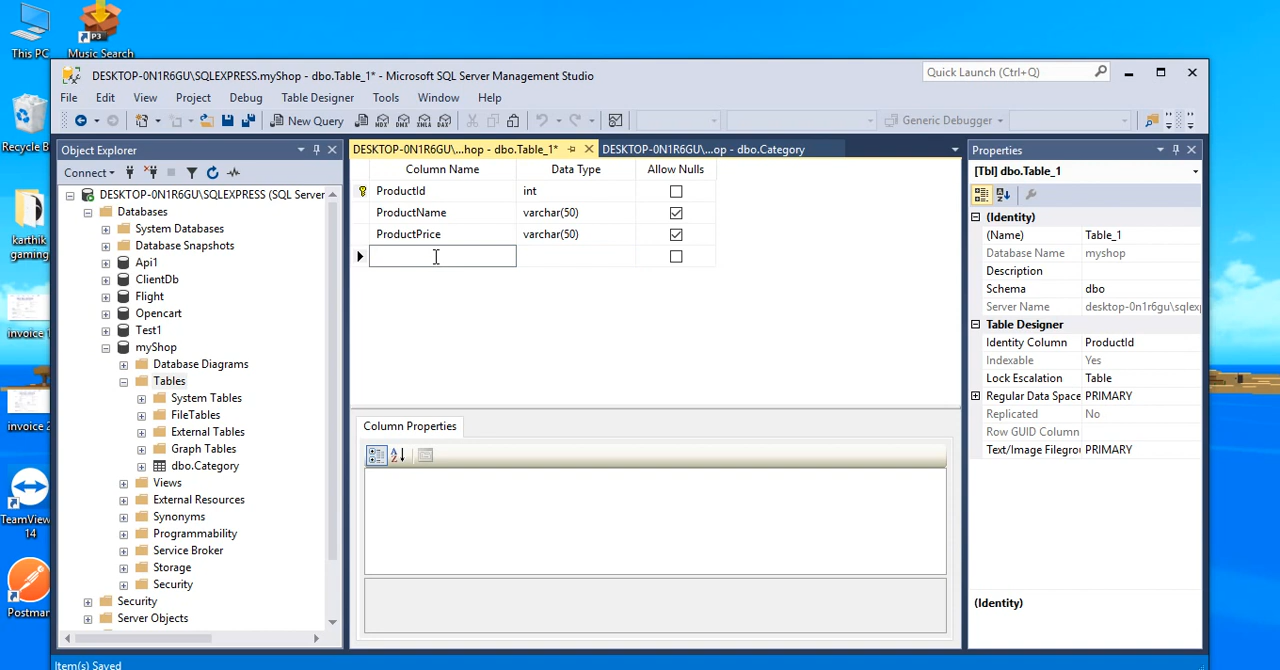 This PC
P3
Music Search
DESKTOP-0N1R6GU\SQLEXPRESS.myShop - dbo.Table_1* - Microsoft SQL Server Management Studio
Quick Launch (Ctrl+Q)
File Edit View Project Debug Table Designer Tools Window Help
New Query
MDX DMX XMLA DAX
Generic Debugger
Recycle B
Object Explorer
DESKTOP-0N1R6GU\...hop - dbo.Table_1*
DESKTOP-0N1R6GU\...op - dbo.Category
Properties
Connect
Column Name Data Type Allow Nulls
[Tbl] dbo.Table_1
DESKTOP-0N1R6GU\SQLEXPRESS (SQL Server
Databases
System Databases
Database Snapshots
Api1
ClientDb
Flight
Opencart
Test1
myShop
Database Diagrams
Tables
System Tables
FileTables
External Tables
Graph Tables
dbo.Category
Views
External Resources
Synonyms
Programmability
Service Broker
Storage
Security
Security
Server Objects
ProductId int
ProductName varchar(50)
ProductPrice varchar(50)
Column Properties
(Identity)
(Name) Table_1
Database Name myshop
Description
Schema dbo
Server Name desktop-0n1r6gu\sqlexp
Table Designer
Identity Column ProductId
Indexable Yes
Lock Escalation Table
Regular Data Space PRIMARY
Replicated No
Row GUID Column
Text/Image Filegrou PRIMARY
(Identity)
karthik
gaming
invoice 1
invoice 2
TeamView
14
Postman
Item(s) Saved